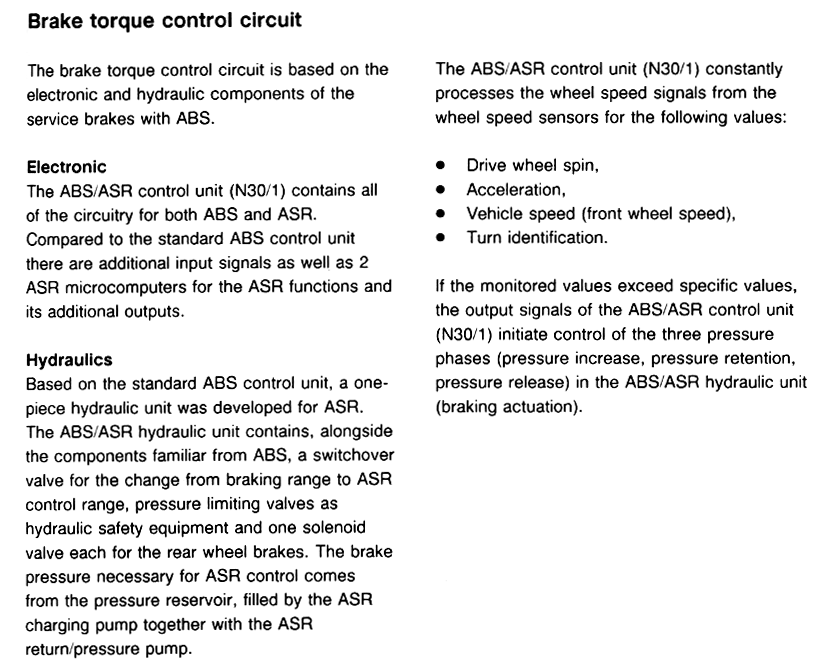 Brake torque control circuit
The brake torque control circuit is based on the
electronic and hydraulic components of the
service brakes with ABS.
Electronic
The ABS/ASR control unit (N30/1) contains all
of the circuitry for both ABS and ASR.
Compared to the standard ABS control unit
there are additional input signals as well as 2
ASR microcomputers for the ASR functions and
its additional outputs.
Hydraulics
Based on the standard ABS control unit, a one-
piece hydraulic unit was developed for ASR.
The ABS/ASR hydraulic unit contains, alongside
the components familiar from ABS, a switchover
valve for the change from braking range to ASR
control range, pressure limiting valves as
hydraulic safety equipment and one solenoid
valve each for the rear wheel brakes. The brake
pressure necessary for ASR control comes
from the pressure reservoir, filled by the ASR
charging pump together with the ASR
return/pressure pump.
The ABS/ASR control unit (N30/1) constantly
processes the wheel speed signals from the
wheel speed sensors for the following values:
● Drive wheel spin,
● Acceleration,
● Vehicle speed (front wheel speed),
● Turn identification.
If the monitored values exceed specific values,
the output signals of the ABS/ASR control unit
(N30/1) initiate control of the three pressure
phases (pressure increase, pressure retention,
pressure release) in the ABS/ASR hydraulic unit
(braking actuation).